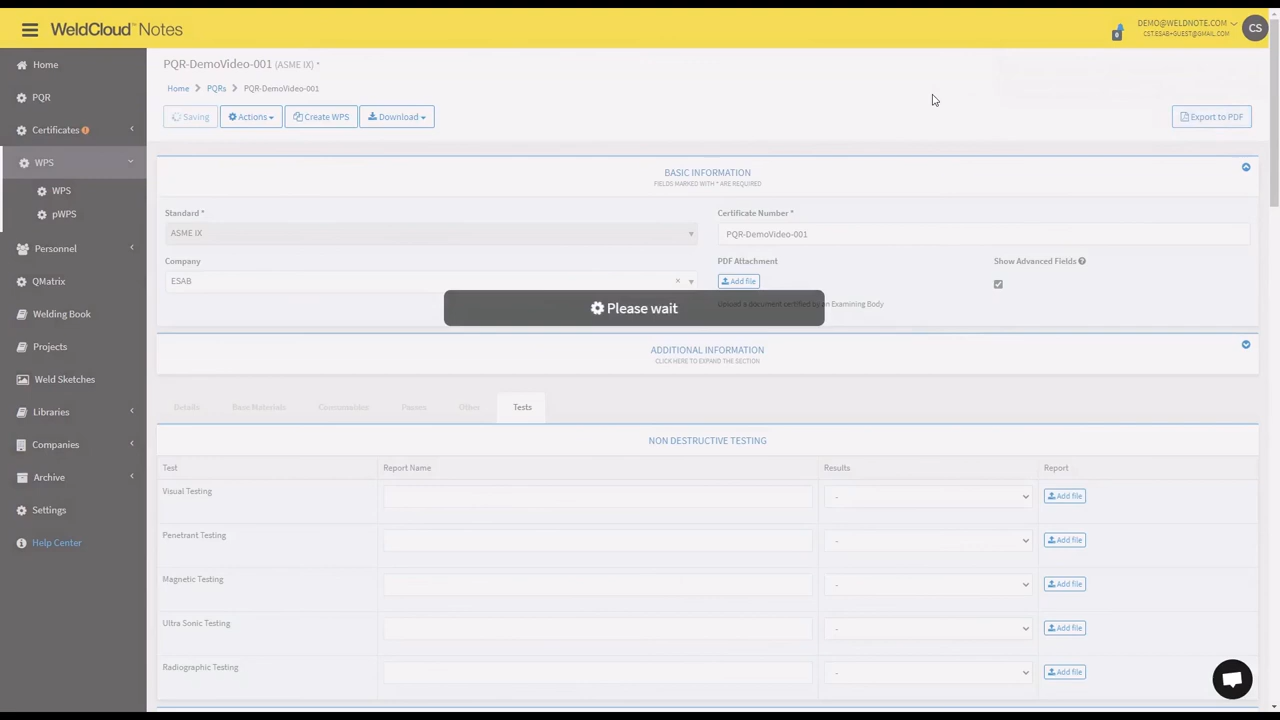 WeldCloud Notes
0
DEMO@WELDNOTE.COM
CST.ESAB+GUEST@GMAIL.COM
CS
Home
PQR
Certificates
WPS
WPS
pWPS
Personnel
QMatrix
Welding Book
Projects
Weld Sketches
Libraries
Companies
Archive
Settings
Help Center
PQR-DemoVideo-001 (ASME IX) *
Home > PQRs > PQR-DemoVideo-001
Saving Actions Create WPS Download Export to PDF
BASIC INFORMATION
FIELDS MARKED WITH * ARE REQUIRED
Standard * Certificate Number *
ASME IX PQR-DemoVideo-001
Company PDF Attachment Show Advanced Fields
ESAB × Add file
Upload a document certified by an Examining Body
Please wait
ADDITIONAL INFORMATION
CLICK HERE TO EXPAND THE SECTION
Details Base Materials Consumables Passes Other Tests
NON DESTRUCTIVE TESTING
Test Report Name Results Report
Visual Testing - Add file
Penetrant Testing - Add file
Magnetic Testing - Add file
Ultra Sonic Testing - Add file
Radiographic Testing - Add file